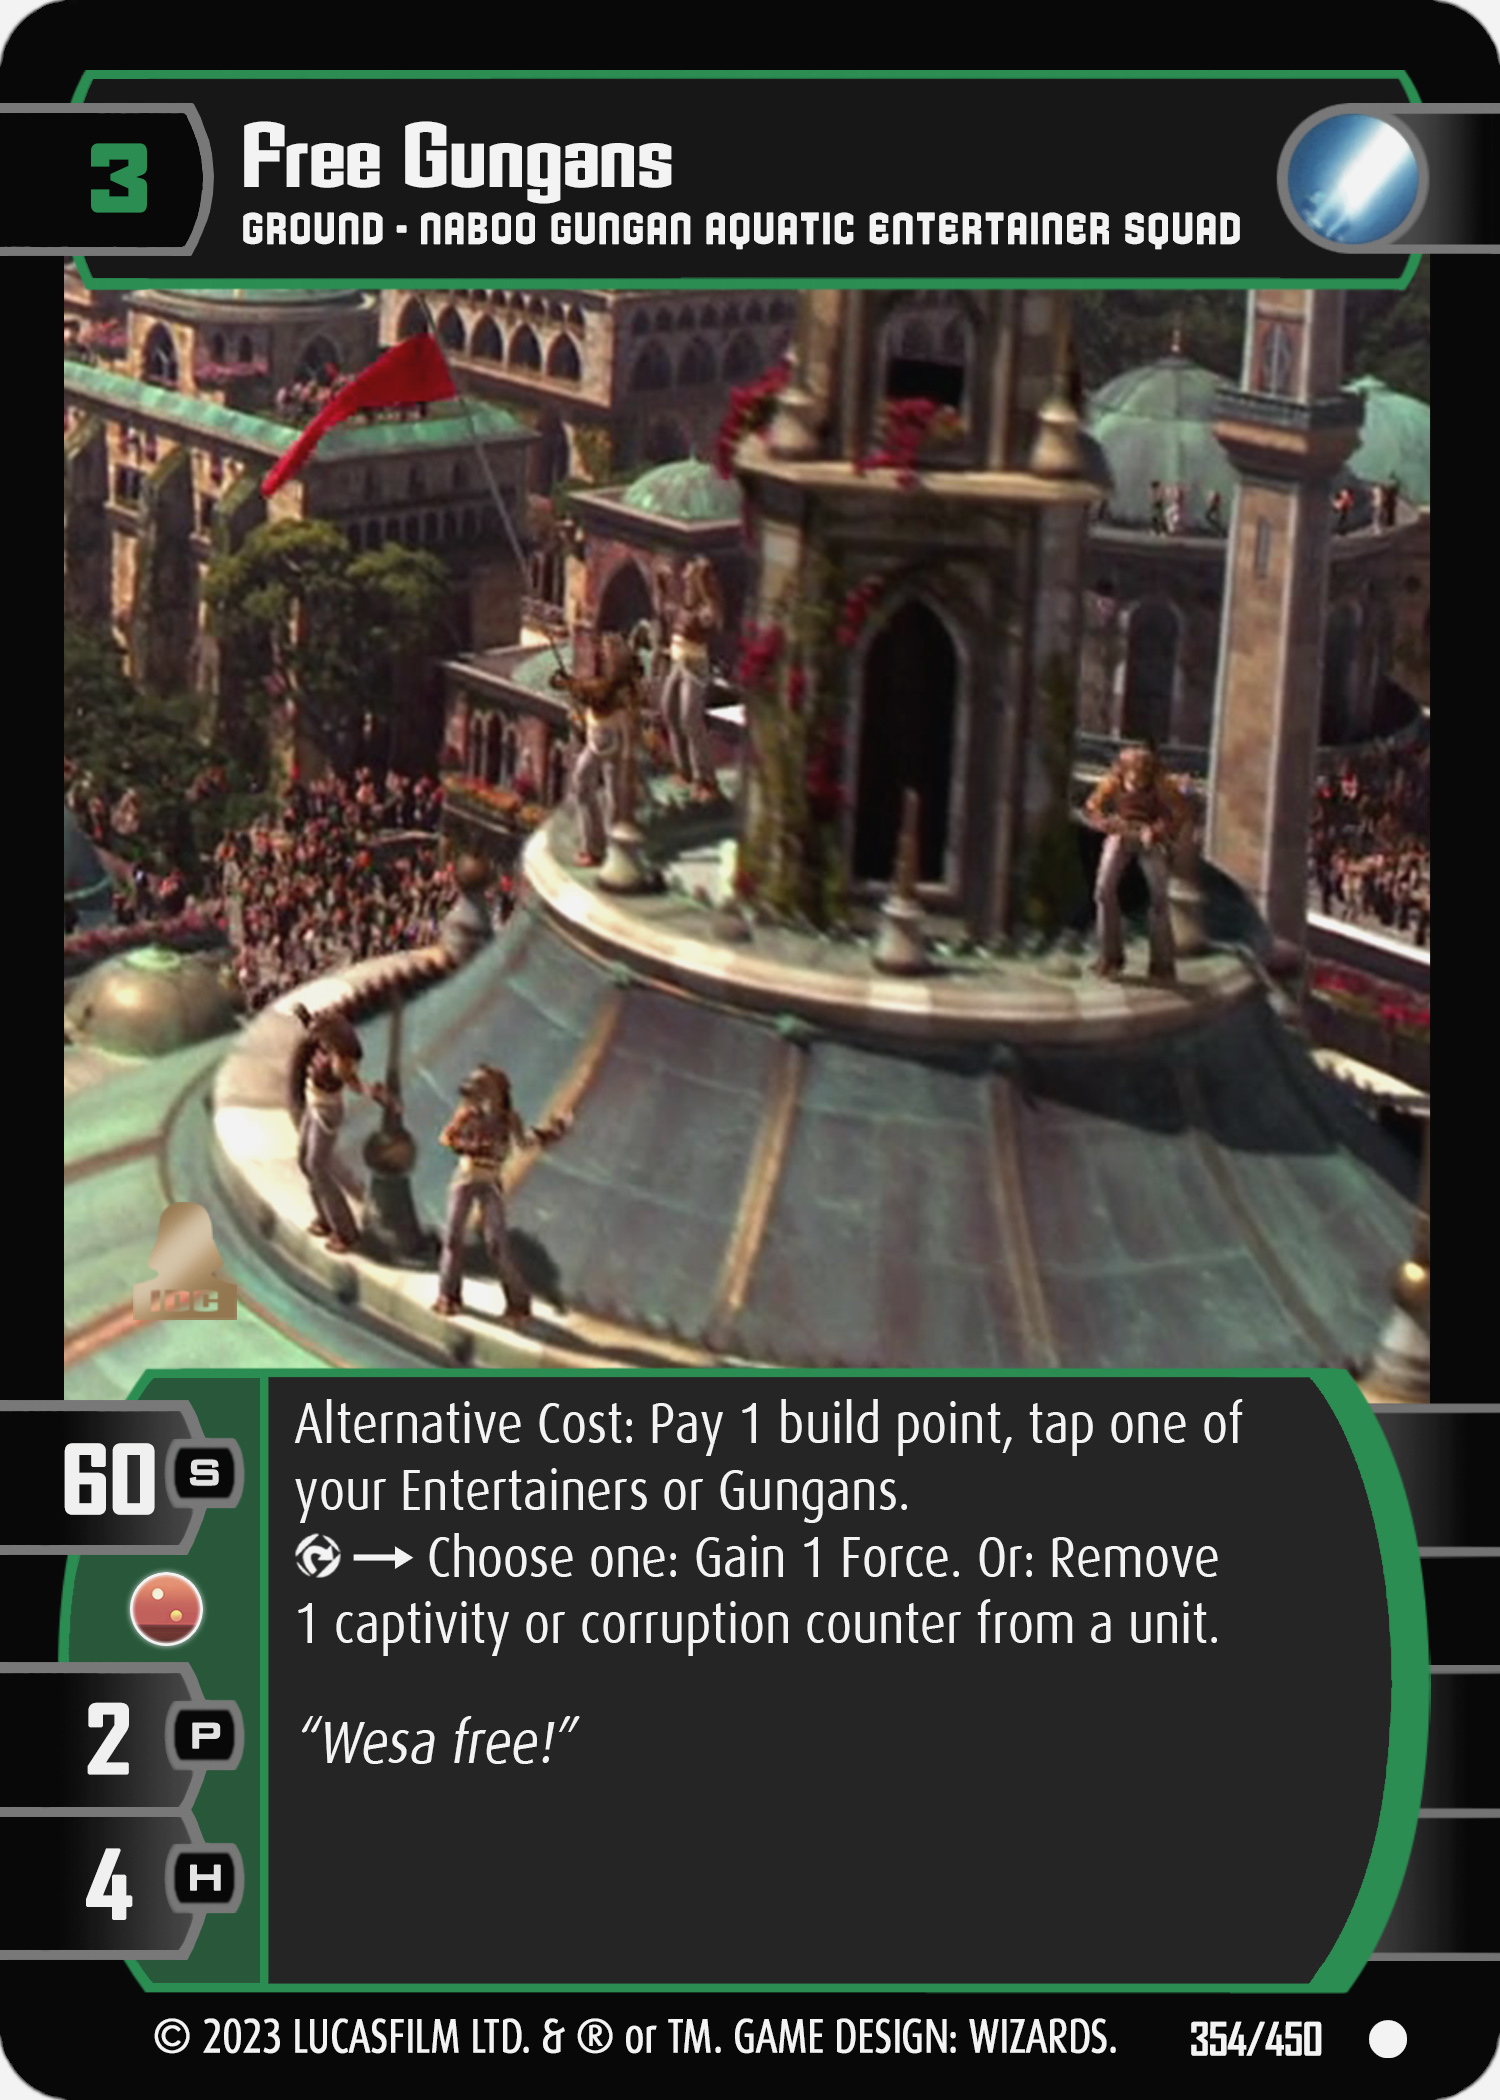 3
Free Gungans
GROUND - NABOO GUNGAN AQUATIC ENTERTAINER SQUAD
IDC
60 S
2 P
4 H
Alternative Cost: Pay 1 build point, tap one of
your Entertainers or Gungans.
Choose one: Gain 1 Force. Or: Remove
1 captivity or corruption counter from a unit.
“Wesa free!”
© 2023 LUCASFILM LTD. & ® or TM. GAME DESIGN: WIZARDS.
354/450